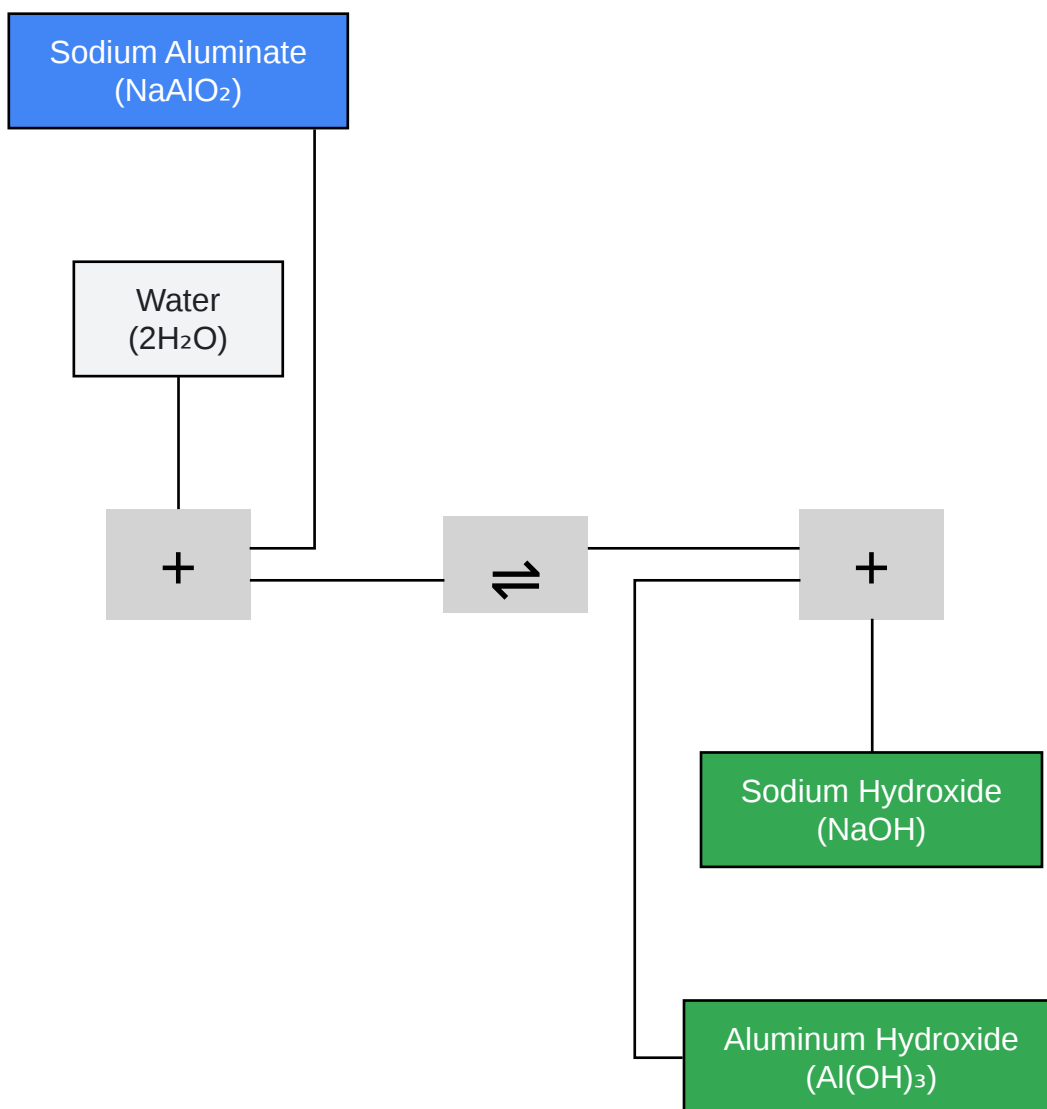 Sodium Aluminate
(NaAlO₂)
Water
(2H₂O)
+
⇌
+
Sodium Hydroxide
(NaOH)
Aluminum Hydroxide
(Al(OH)₃)